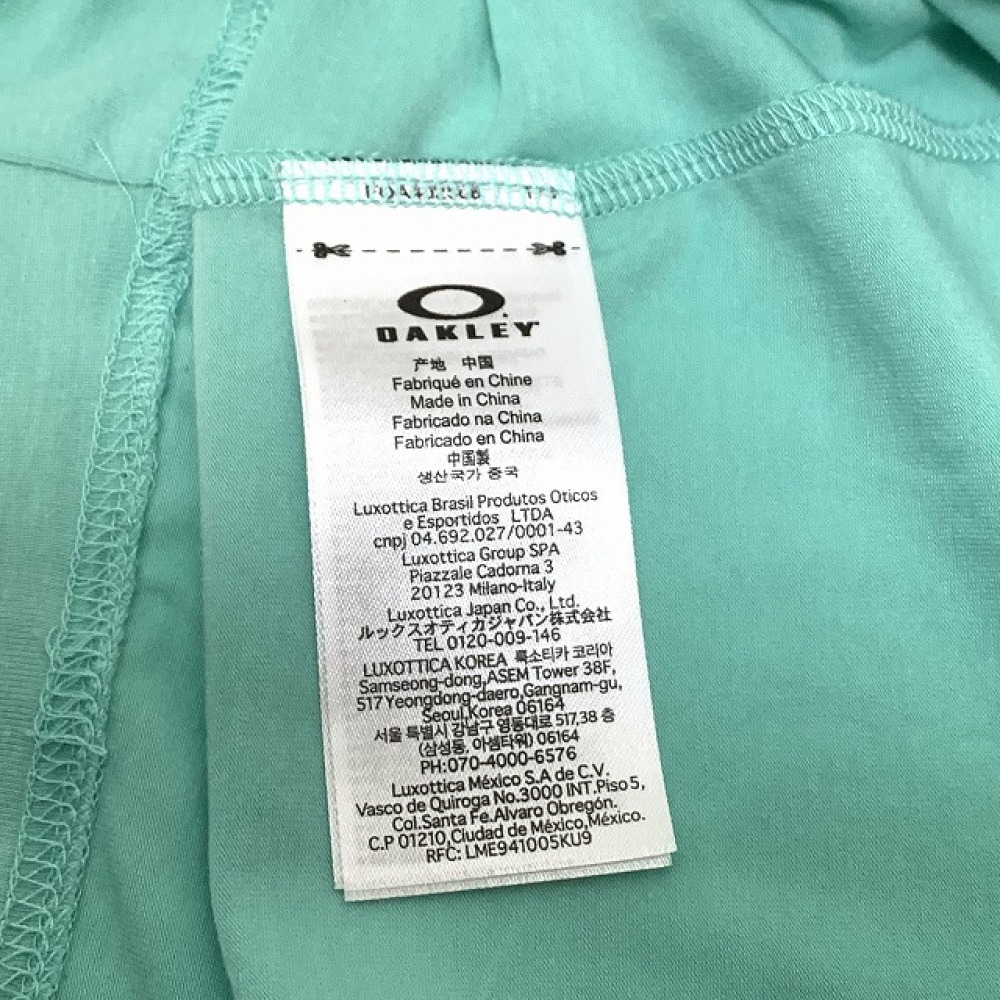 OAKLEY
产地 中国
Fabriqué en Chine
Made in China
Fabricado na China
Fabricado en China
中国製
생산국가 중국
Luxottica Brasil Produtos Oticos
e Esportidos LTDA
cnpj 04.692.027/0001-43
Luxottica Group SPA
Piazzale Cadorna 3
20123 Milano-Italy
Luxottica Japan Co., Ltd.
ルックスオティカジャパン株式会社
TEL 0120-009-146
LUXOTTICA KOREA 룩소티카 코리아
Samseong-dong,ASEM Tower 38F,
517 Yeongdong-daero,Gangnam-gu,
Seoul,Korea 06164
서울 특별시 강남구 영동대로 517,38 층
(삼성동, 아셈타워) 06164
PH:070-4000-6576
Luxottica México S.A de C.V.
Vasco de Quiroga No.3000 INT.Piso 5,
Col.Santa Fe.Alvaro Obregón.
C.P 01210,Ciudad de México,México.
RFC: LME941005KU9